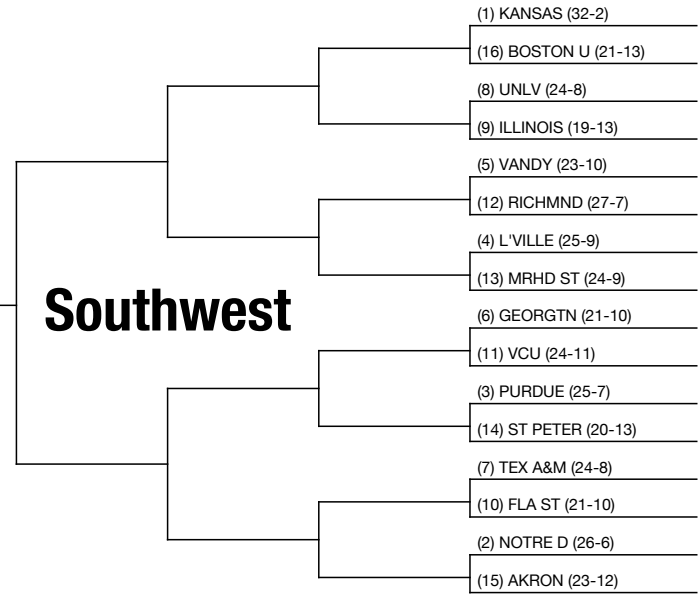 (1) KANSAS (32-2)
(16) BOSTON U (21-13)
(8) UNLV (24-8)
(9) ILLINOIS (19-13)
(5) VANDY (23-10)
(12) RICHMND (27-7)
(4) L'VILLE (25-9)
(13) MRHD ST (24-9)
Southwest
(6) GEORGTN (21-10)
(11) VCU (24-11)
(3) PURDUE (25-7)
(14) ST PETER (20-13)
(7) TEX A&M (24-8)
(10) FLA ST (21-10)
(2) NOTRE D (26-6)
(15) AKRON (23-12)